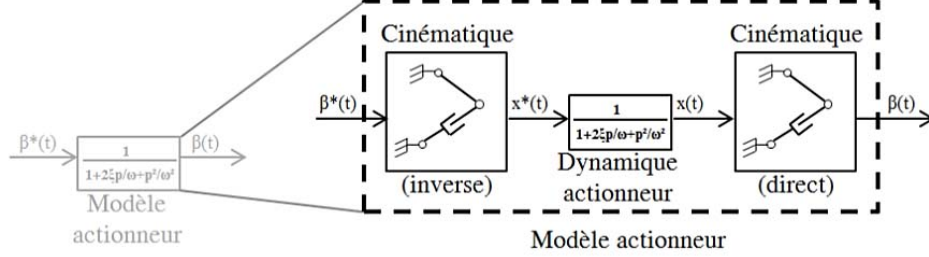 Cinématique
Cinématique
β*(t)
x*(t)
x(t)
β(t)
1
1+2ξp/ω+p²/ω²
β*(t)
β(t)
1
1+2ξp/ω+p²/ω²
(inverse)
Dynamique
actionneur
(direct)
Modèle
actionneur
Modèle actionneur